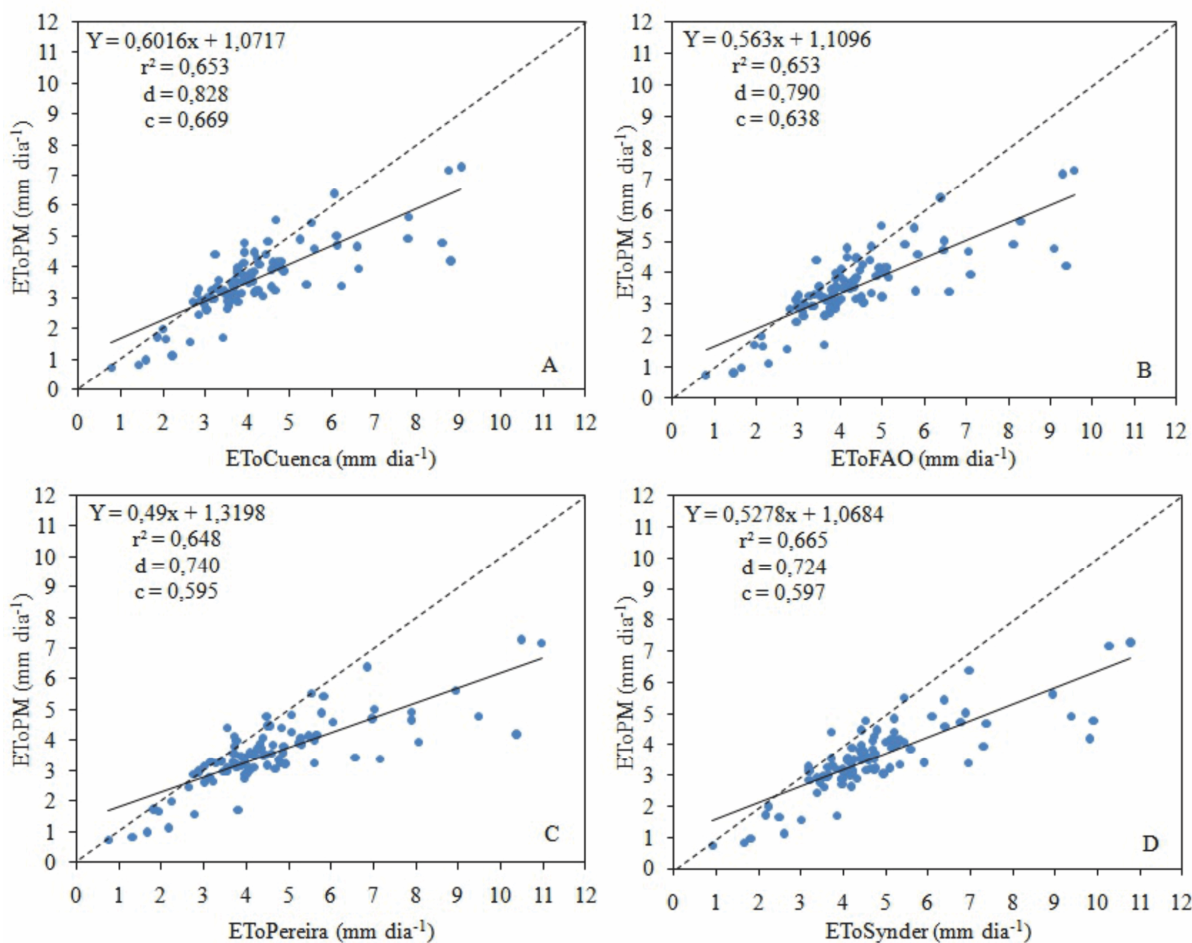 12
11
10
9
8
7
6
5
4
3
2
1
0
EToPM (mm dia⁻¹)
Y = 0,6016x + 1,0717
r² = 0,653
d = 0,828
c = 0,669
A
0 1 2 3 4 5 6 7 8 9 10 11 12
EToCuenca (mm dia⁻¹)
12
11
10
9
8
7
6
5
4
3
2
1
0
EToPM (mm dia⁻¹)
Y = 0,563x + 1,1096
r² = 0,653
d = 0,790
c = 0,638
B
0 1 2 3 4 5 6 7 8 9 10 11 12
EToFAO (mm dia⁻¹)
12
11
10
9
8
7
6
5
4
3
2
1
0
EToPM (mm dia⁻¹)
Y = 0,49x + 1,3198
r² = 0,648
d = 0,740
c = 0,595
C
0 1 2 3 4 5 6 7 8 9 10 11 12
EToPereira (mm dia⁻¹)
12
11
10
9
8
7
6
5
4
3
2
1
0
EToPM (mm dia⁻¹)
Y = 0,5278x + 1,0684
r² = 0,665
d = 0,724
c = 0,597
D
0 1 2 3 4 5 6 7 8 9 10 11 12
EToSynder (mm dia⁻¹)